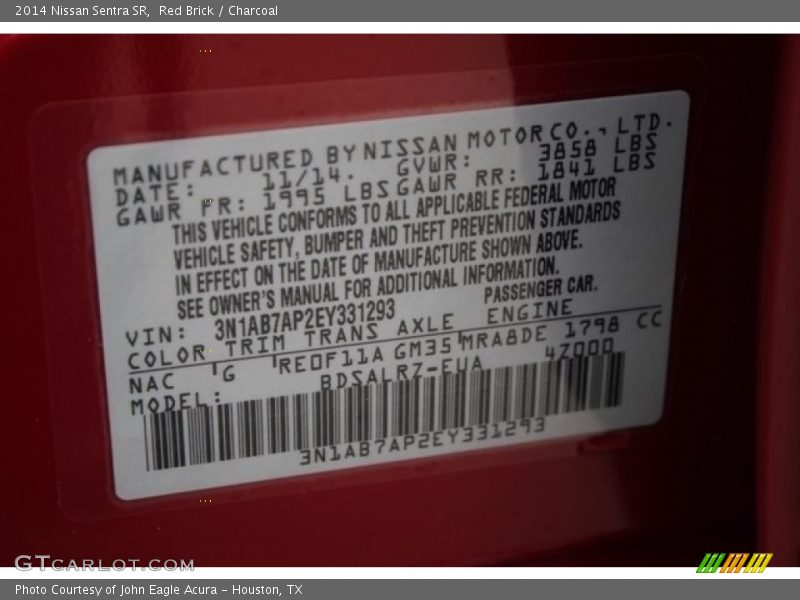 2014 Nissan Sentra SR, Red Brick / Charcoal
MANUFACTURED BY NISSAN MOTOR CO., LTD.
DATE: 11/14. GVWR: 3858 LBS
GAWR FR: 1995 LBS GAWR RR: 1841 LBS
THIS VEHICLE CONFORMS TO ALL APPLICABLE FEDERAL MOTOR
VEHICLE SAFETY, BUMPER AND THEFT PREVENTION STANDARDS
IN EFFECT ON THE DATE OF MANUFACTURE SHOWN ABOVE.
SEE OWNER'S MANUAL FOR ADDITIONAL INFORMATION.
VIN: 3N1AB7AP2EY331293 PASSENGER CAR.
COLOR TRIM TRANS AXLE ENGINE
NAC G RE0F11A GM35 MRA8DE 1798 CC
MODEL: BDSALRZ-EUA 4Z000
3N1AB7AP2EY331293
GTCARLOT.COM
Photo Courtesy of John Eagle Acura - Houston, TX